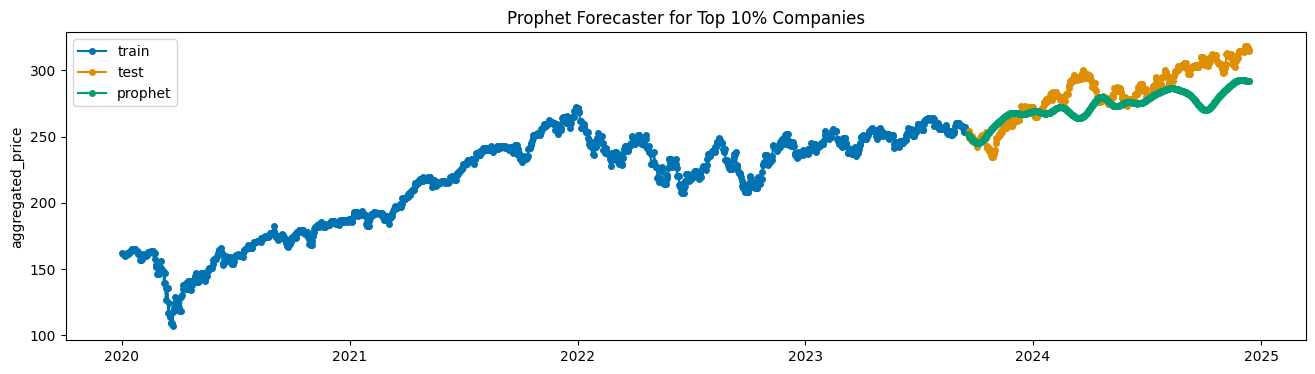 Prophet Forecaster for Top 10% Companies
train
test
prophet
aggregated_price
300
250
200
150
100
2020
2021
2022
2023
2024
2025